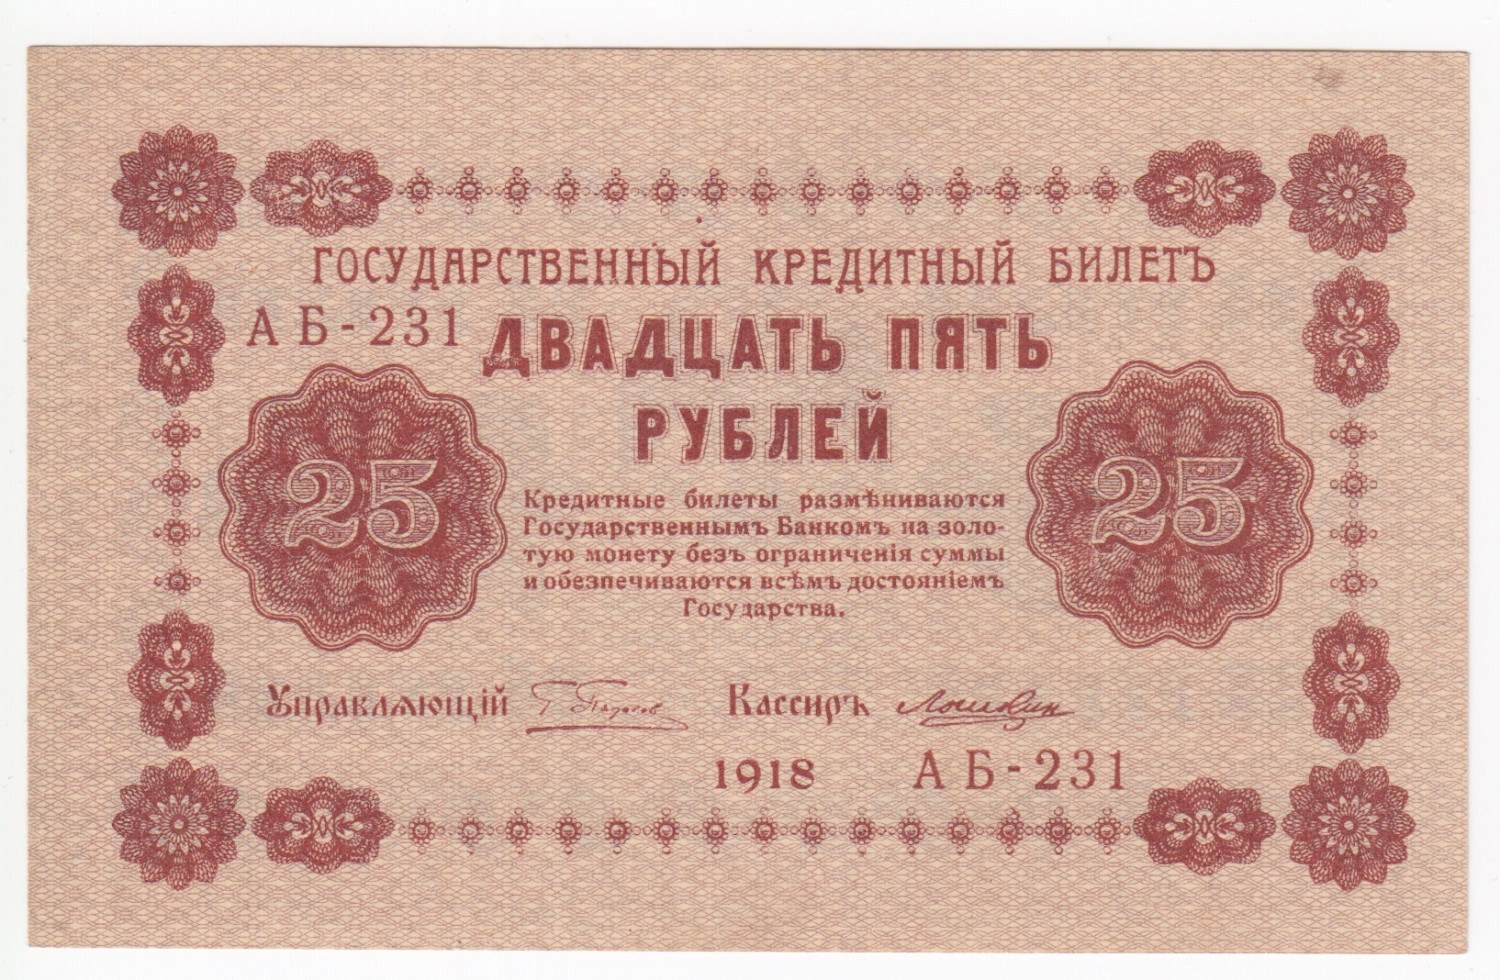 ГОСУДАРСТВЕННЫЙ КРЕДИТНЫЙ БИЛЕТЪ
АБ-231
ДВАДЦАТЬ ПЯТЬ
РУБЛЕЙ
25
25
Кредитные билеты размѣниваются
Государственнымъ Банкомъ на золо-
тую монету безъ ограниченія суммы
и обезпечиваются всѣмъ достояніемъ
Государства.
Управляющій
Кассиръ
1918 АБ-231